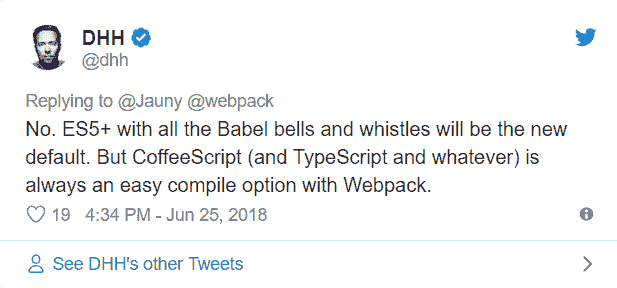 DHH
@dhh
Replying to @Jauny @webpack
No. ES5+ with all the Babel bells and whistles will be the new
default. But CoffeeScript (and TypeScript and whatever) is
always an easy compile option with Webpack.
19 4:34 PM - Jun 25, 2018
See DHH's other Tweets